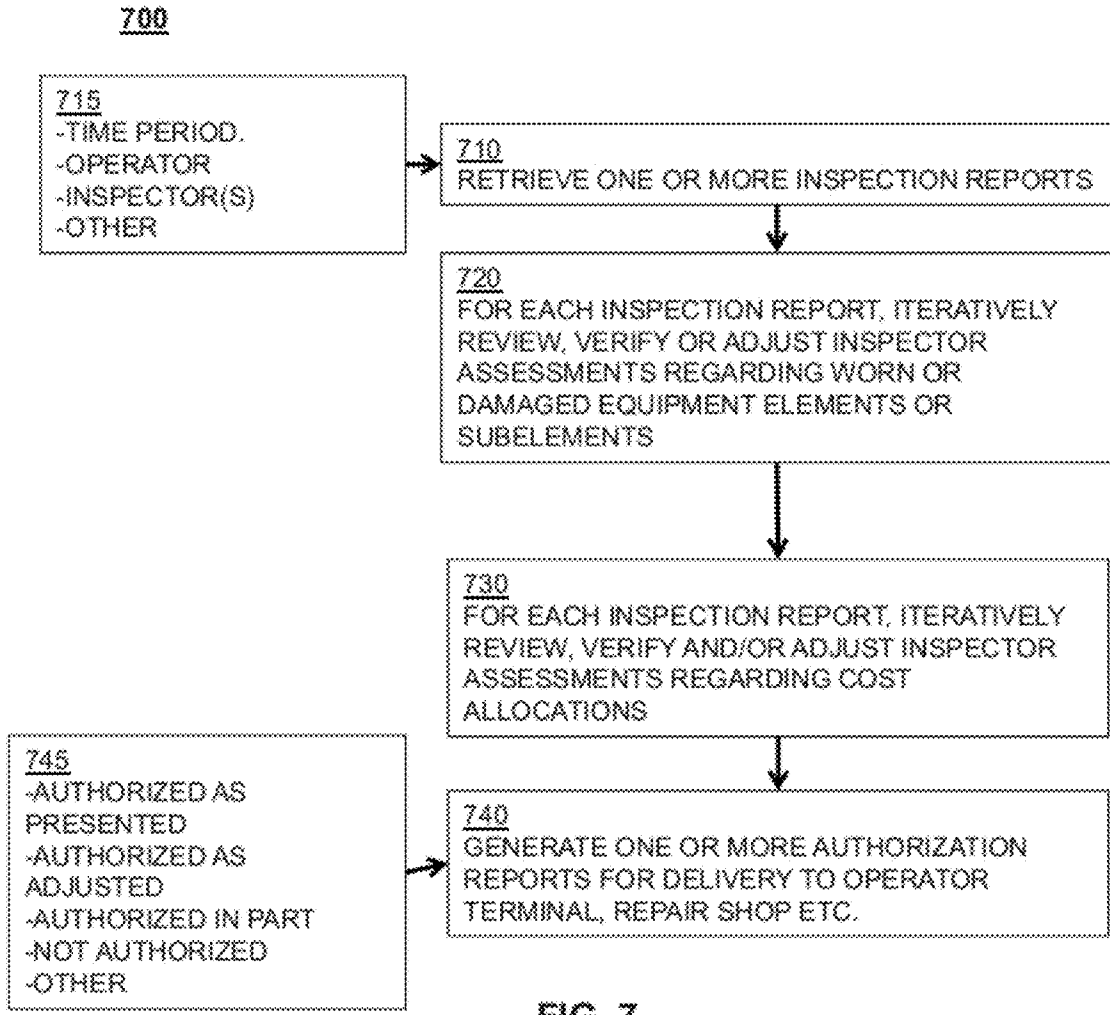 700
715
-TIME PERIOD.
-OPERATOR
-INSPECTOR(S)
-OTHER
710
RETRIEVE ONE OR MORE INSPECTION REPORTS
720
FOR EACH INSPECTION REPORT, ITERATIVELY
REVIEW, VERIFY OR ADJUST INSPECTOR
ASSESSMENTS REGARDING WORN OR
DAMAGED EQUIPMENT ELEMENTS OR
SUBELEMENTS
730
FOR EACH INSPECTION REPORT, ITERATIVELY
REVIEW, VERIFY AND/OR ADJUST INSPECTOR
ASSESSMENTS REGARDING COST
ALLOCATIONS
745
-AUTHORIZED AS
PRESENTED
-AUTHORIZED AS
ADJUSTED
-AUTHORIZED IN PART
-NOT AUTHORIZED
-OTHER
740
GENERATE ONE OR MORE AUTHORIZATION
REPORTS FOR DELIVERY TO OPERATOR
TERMINAL, REPAIR SHOP ETC.
FIG. 7